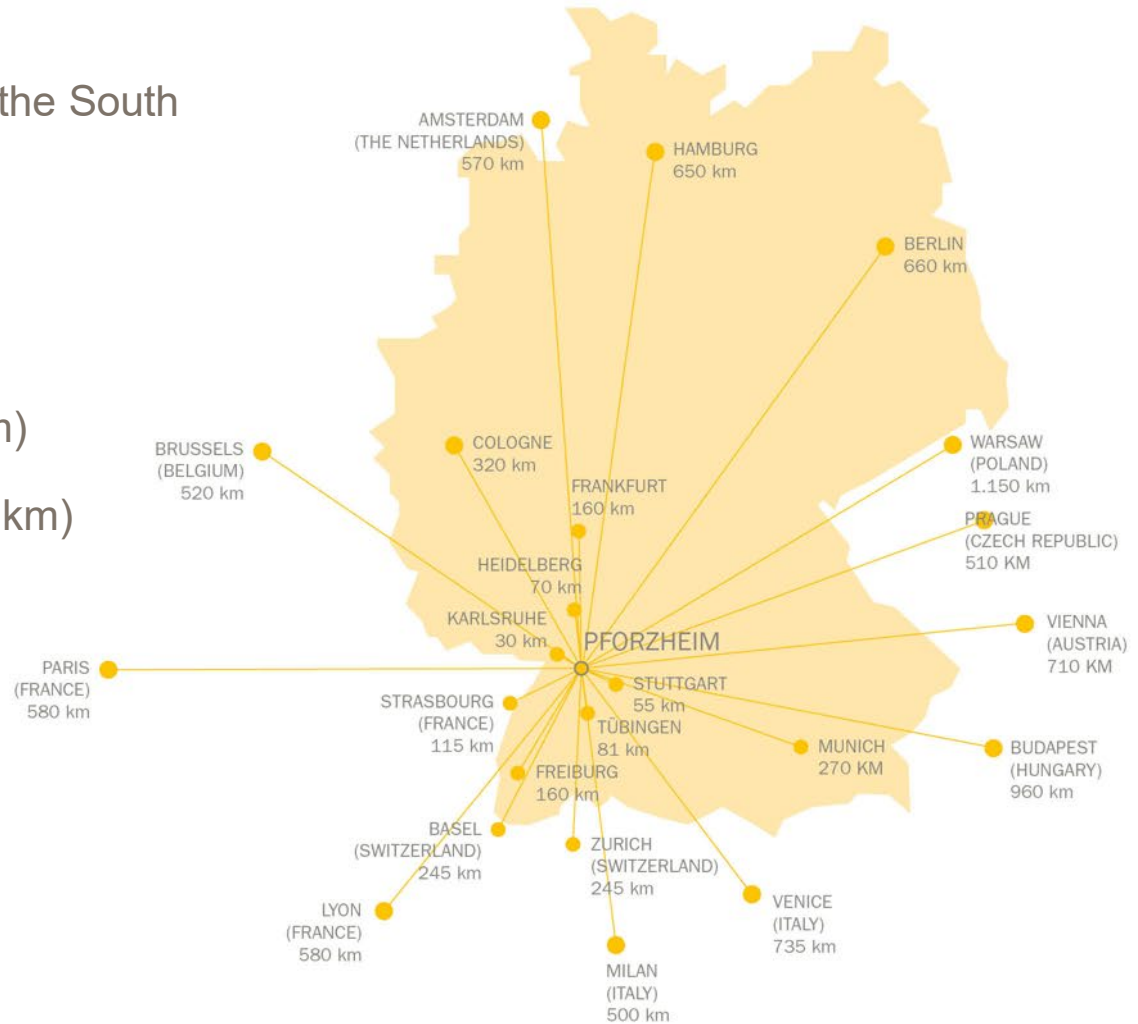 the South
AMSTERDAM
(THE NETHERLANDS)
570 km
HAMBURG
650 km
BERLIN
660 km
m)
km)
BRUSSELS
(BELGIUM)
520 km
COLOGNE
320 km
FRANKFURT
160 km
WARSAW
(POLAND)
1.150 km
PRAGUE
(CZECH REPUBLIC)
510 KM
HEIDELBERG
70 km
KARLSRUHE
30 km
PFORZHEIM
VIENNA
(AUSTRIA)
710 KM
PARIS
(FRANCE)
580 km
STRASBOURG
(FRANCE)
115 km
STUTTGART
55 km
TÜBINGEN
81 km
MUNICH
270 KM
BUDAPEST
(HUNGARY)
960 km
FREIBURG
160 km
BASEL
(SWITZERLAND)
245 km
ZURICH
(SWITZERLAND)
245 km
LYON
(FRANCE)
580 km
VENICE
(ITALY)
735 km
MILAN
(ITALY)
500 km